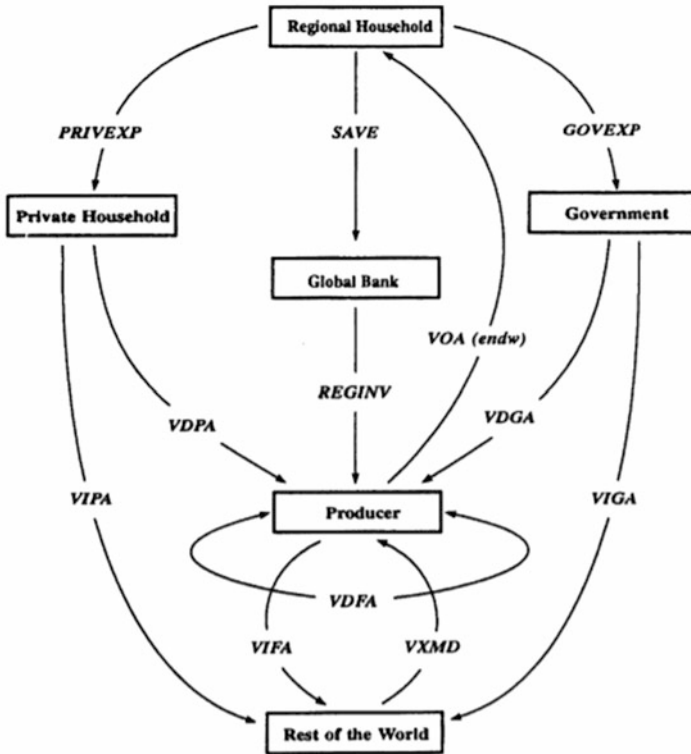 Regional Household
PRIVEXP
SAVE
GOVEXP
Private Household
Government
Global Bank
VOA (endw)
REGINV
VDPA
VDGA
VIPA
Producer
VIGA
VDFA
VIFA
VXMD
Rest of the World